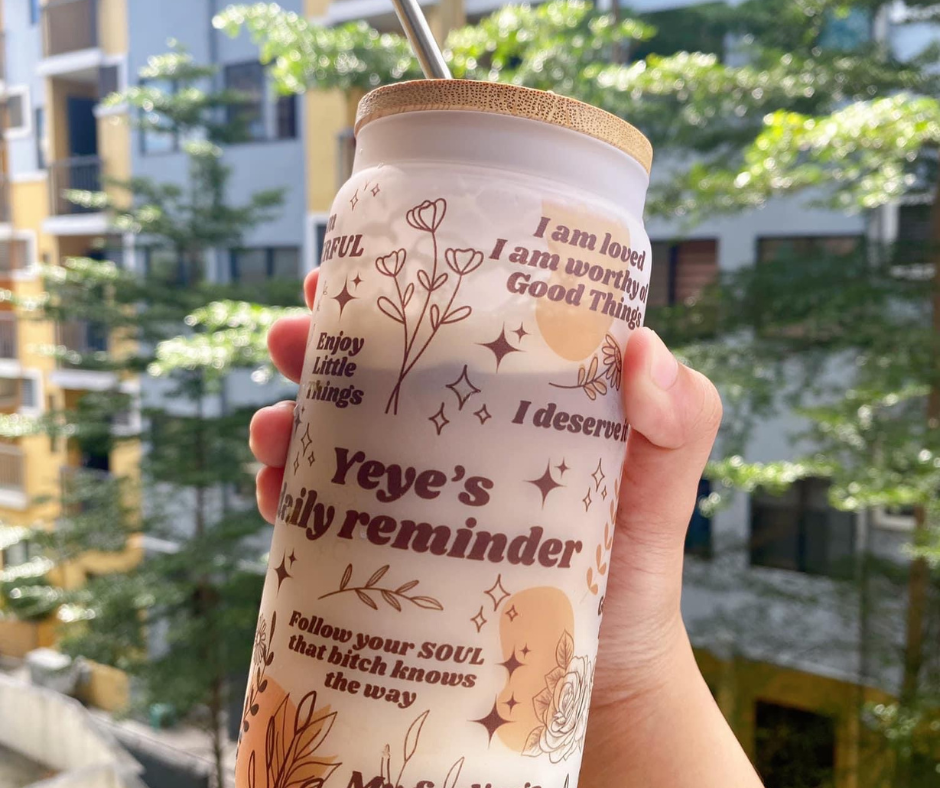 I am loved
I am worthy of
Good Things
Enjoy
Little
Things
I deserve it
Yeye's
daily reminder
Follow your SOUL
that bitch knows
the way